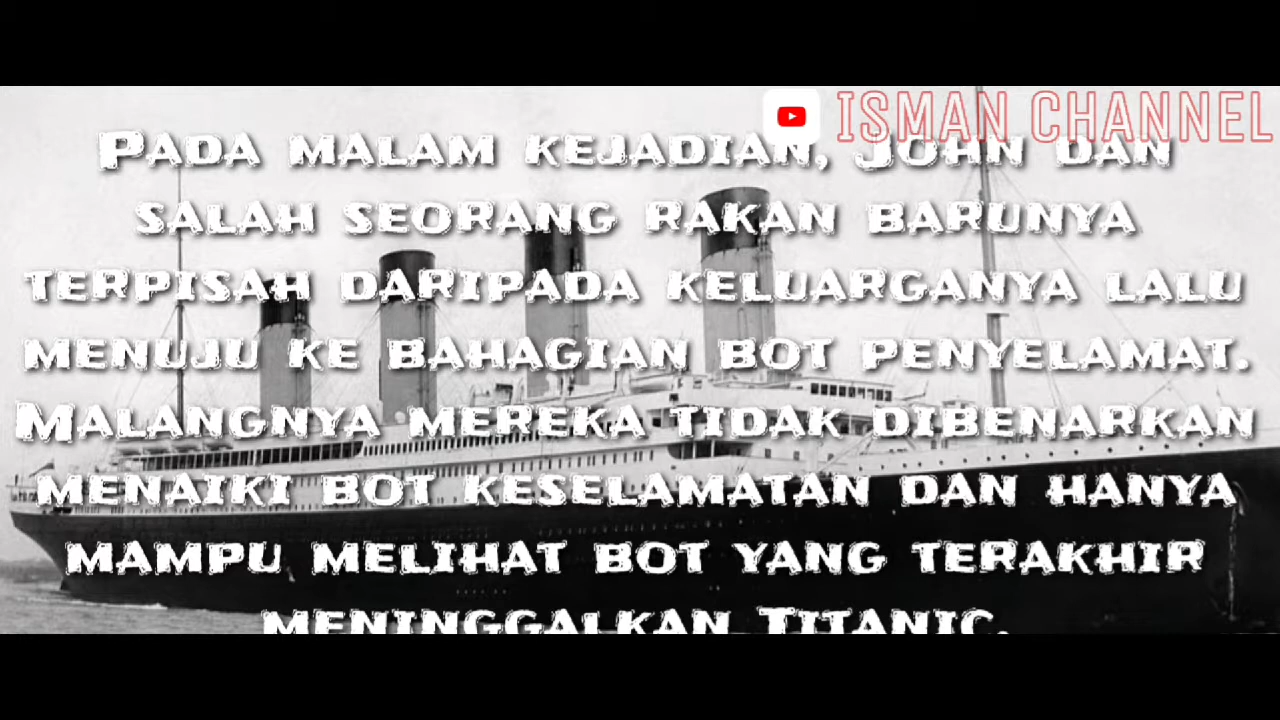 ISMAN CHANNEL
Pada malam kejadian, John dan
salah seorang rakan barunya
terpisah daripada keluarganya lalu
menuju ke bahagian bot penyelamat.
Malangnya mereka tidak dibenarkan
menaiki bot keselamatan dan hanya
mampu melihat bot yang terakhir
meninggalkan Titanic.